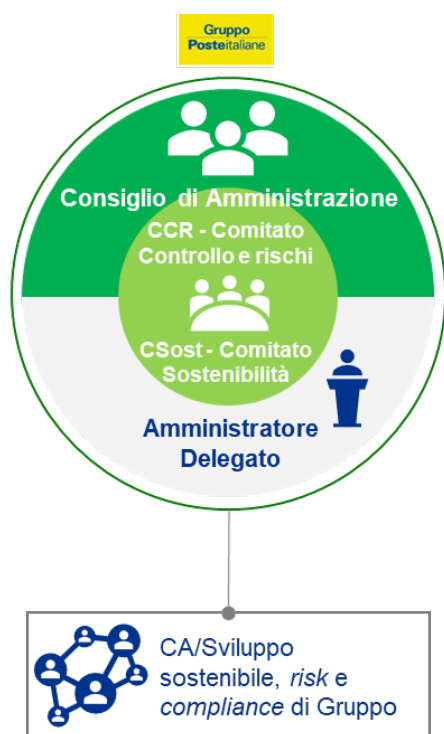 Gruppo
Posteitaliane
Consiglio di Amministrazione
CCR - Comitato
Controllo e rischi
CSost - Comitato
Sostenibilità
Amministratore
Delegato
CA/Sviluppo
sostenibile, risk e
compliance di Gruppo